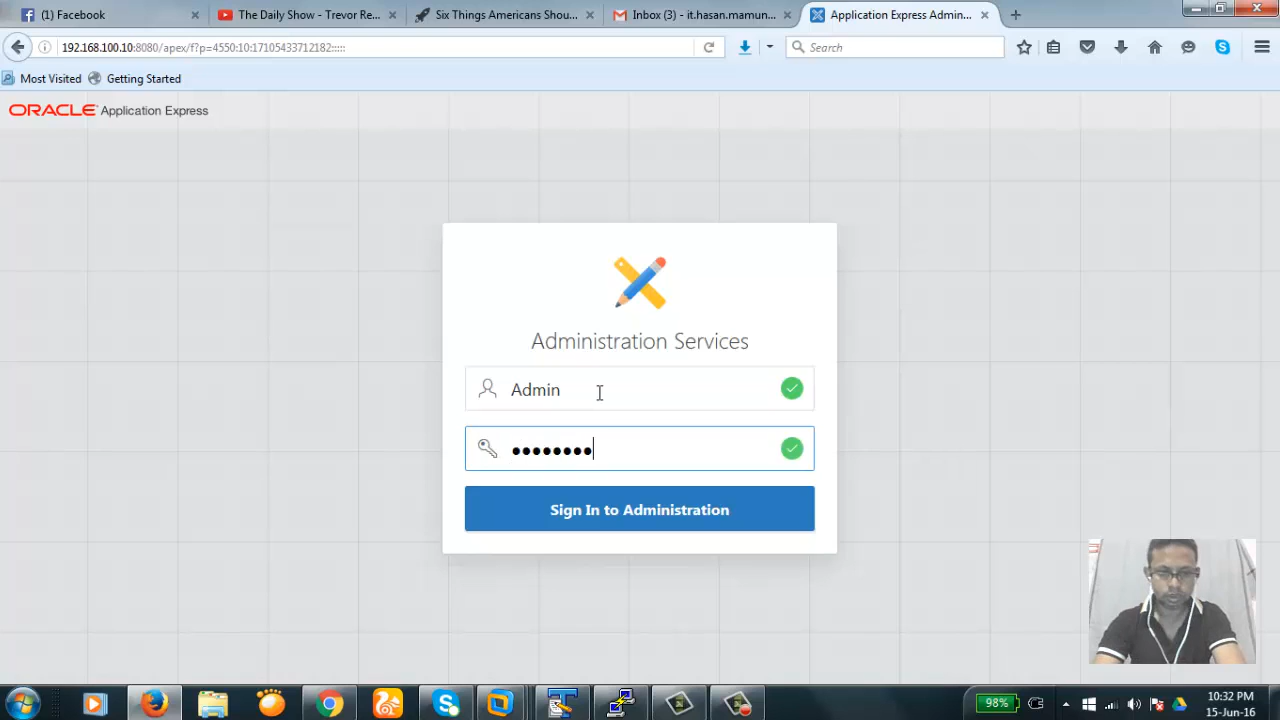 (1) Facebook
The Daily Show - Trevor Re...
Six Things Americans Shou...
Inbox (3) - it.hasan.mamun...
Application Express Admin...
192.168.100.10:8080/apex/f?p=4550:10:17105433712182:::::
Search
Most Visited
Getting Started
ORACLE Application Express
Administration Services
Admin
••••••••
Sign In to Administration
98%
10:32 PM
15-Jun-16